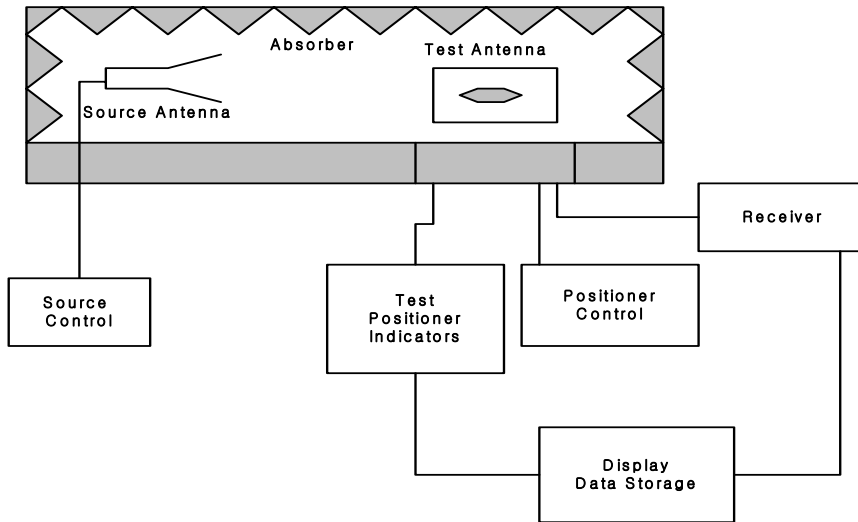 Absorber
Test Antenna
Source Antenna
Receiver
Source
Control
Test
Positioner
Indicators
Positioner
Control
Display
Data Storage